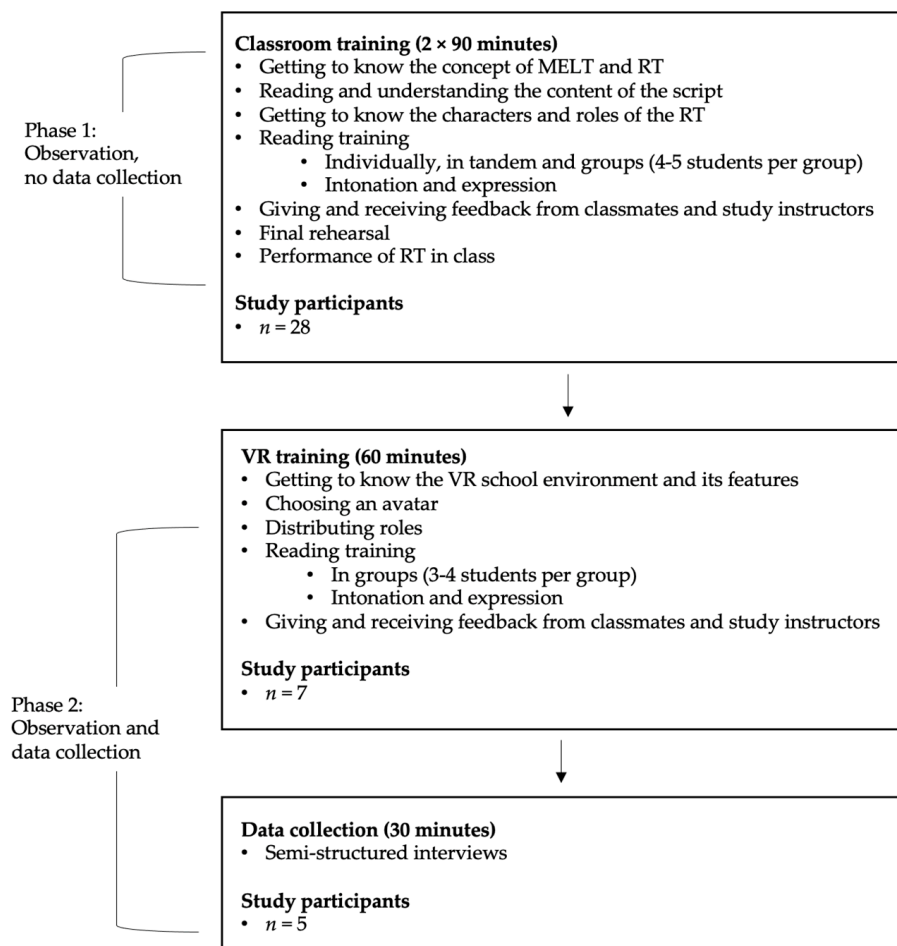 Phase 1:
Observation,
no data collection
Classroom training (2 × 90 minutes)
• Getting to know the concept of MELT and RT
• Reading and understanding the content of the script
• Getting to know the characters and roles of the RT
• Reading training
• Individually, in tandem and groups (4-5 students per group)
• Intonation and expression
• Giving and receiving feedback from classmates and study instructors
• Final rehearsal
• Performance of RT in class
Study participants
• n = 28
Phase 2:
Observation and
data collection
VR training (60 minutes)
• Getting to know the VR school environment and its features
• Choosing an avatar
• Distributing roles
• Reading training
• In groups (3-4 students per group)
• Intonation and expression
• Giving and receiving feedback from classmates and study instructors
Study participants
• n = 7
Data collection (30 minutes)
• Semi-structured interviews
Study participants
• n = 5